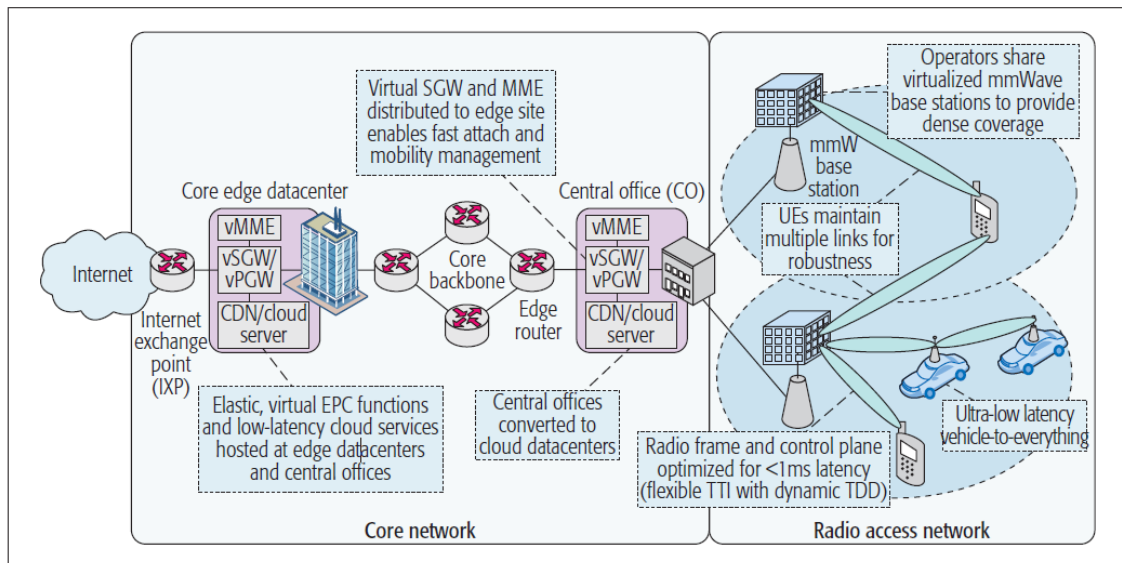 Virtual SGW and MME
distributed to edge site
enables fast attach and
mobility management
Operators share
virtualized mmWave
base stations to provide
dense coverage
mmW
base
station
Core edge datacenter
Central office (CO)
UEs maintain
multiple links for
robustness
Internet
vMME
vSGW/
vPGW
CDN/cloud
server
Core
backbone
Edge
router
vMME
vSGW/
vPGW
CDN/cloud
server
Internet
exchange
point
(IXP)
Elastic, virtual EPC functions
and low-latency cloud services
hosted at edge datacenters
and central offices
Central offices
converted to
cloud datacenters
Radio frame and control plane
optimized for <1ms latency
(flexible TTI with dynamic TDD)
Ultra-low latency
vehicle-to-everything
Core network
Radio access network